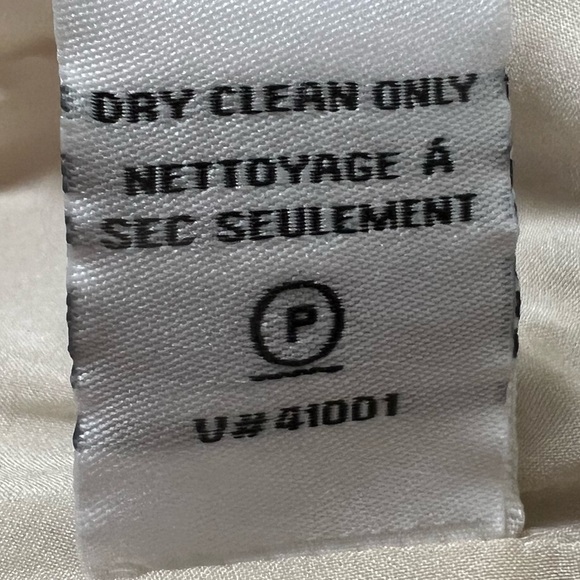 DRY CLEAN ONLY
NETTOYAGE Á
SEC SEULEMENT
P
V# 41001